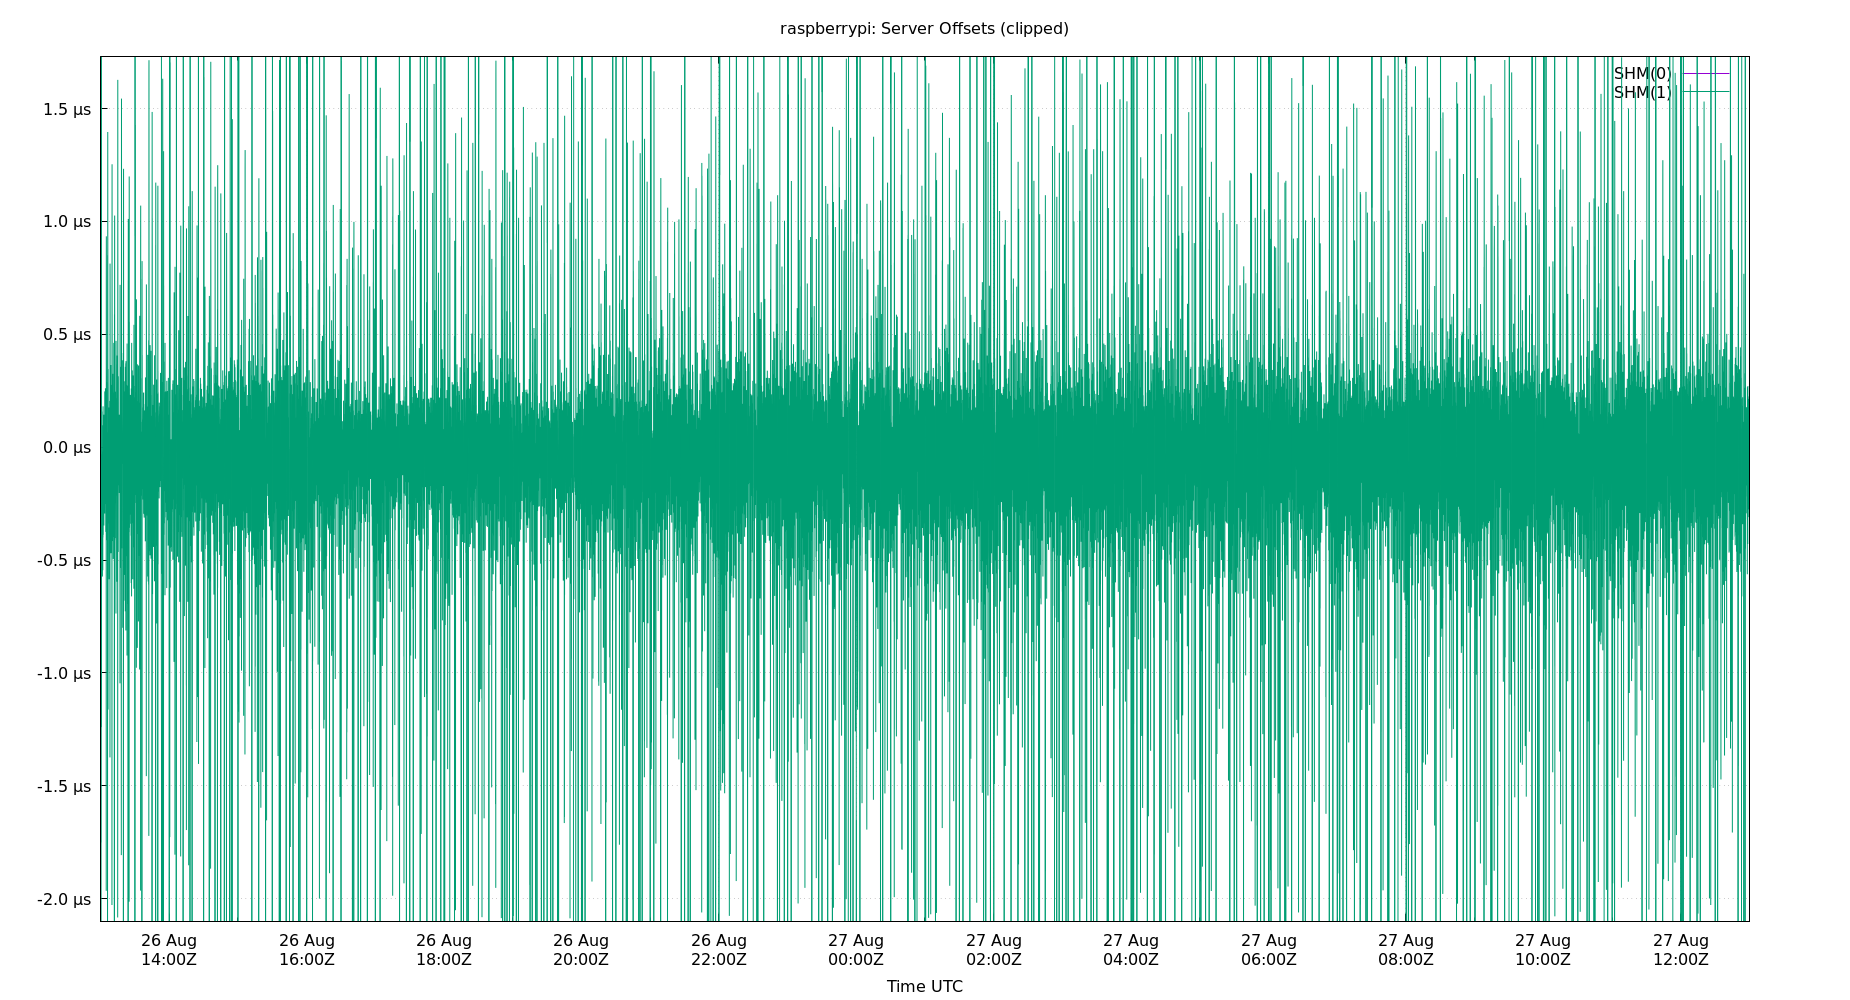 raspberrypi: Server Offsets (clipped)
SHM(0)
SHM(1)
1.5 µs
1.0 µs
0.5 µs
0.0 µs
-0.5 µs
-1.0 µs
-1.5 µs
-2.0 µs
26 Aug 26 Aug 26 Aug 26 Aug 26 Aug 27 Aug 27 Aug 27 Aug 27 Aug 27 Aug 27 Aug 27 Aug
14:00Z 16:00Z 18:00Z 20:00Z 22:00Z 00:00Z 02:00Z 04:00Z 06:00Z 08:00Z 10:00Z 12:00Z
Time UTC